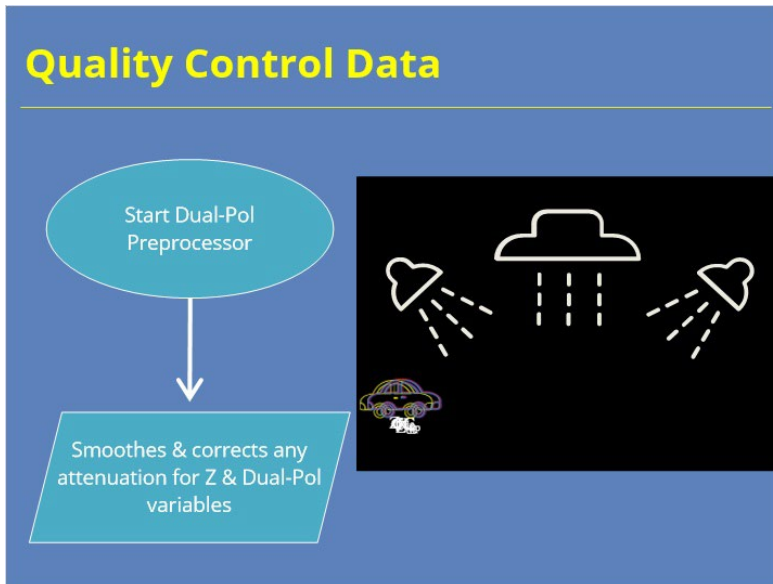 Quality Control Data
Start Dual-Pol
Preprocessor
Smoothes & corrects any
attenuation for Z & Dual-Pol
variables